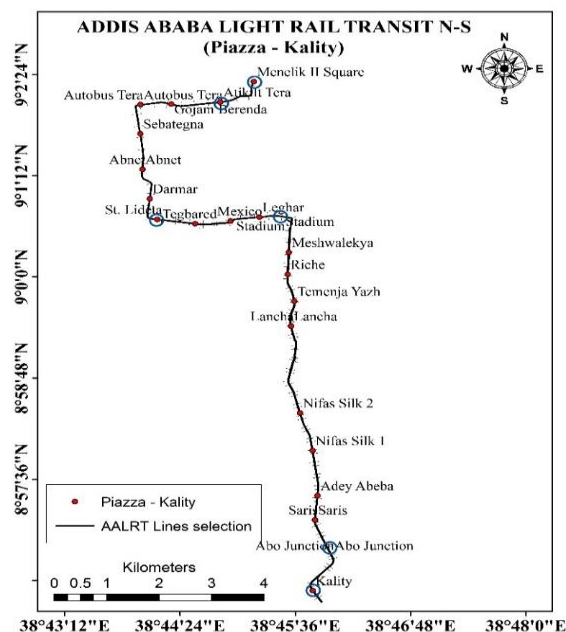 ADDIS ABABA LIGHT RAIL TRANSIT N-S
(Piazza - Kality)
N
W E
S
9°2'24"N
9°1'12"N
9°0'0"N
8°58'48"N
8°57'36"N
Menelik II Square
Autobus Tera Autobus Tera Atiklt Tera
Gojam Berenda
Sebategna
Abnet Abnet
Darmar
St. Lideta Tegbared Mexico Leghar
Stadium Stadium
Meshwalekya
Riche
Temenja Yazh
Lancha Lancha
Nifas Silk 2
Nifas Silk 1
Adey Abeba
Saris Saris
Abo Junction Abo Junction
Kality
Piazza - Kality
AALRT Lines selection
Kilometers
0 0.5 1 2 3 4
38°43'12"E 38°44'24"E 38°45'36"E 38°46'48"E 38°48'0"E